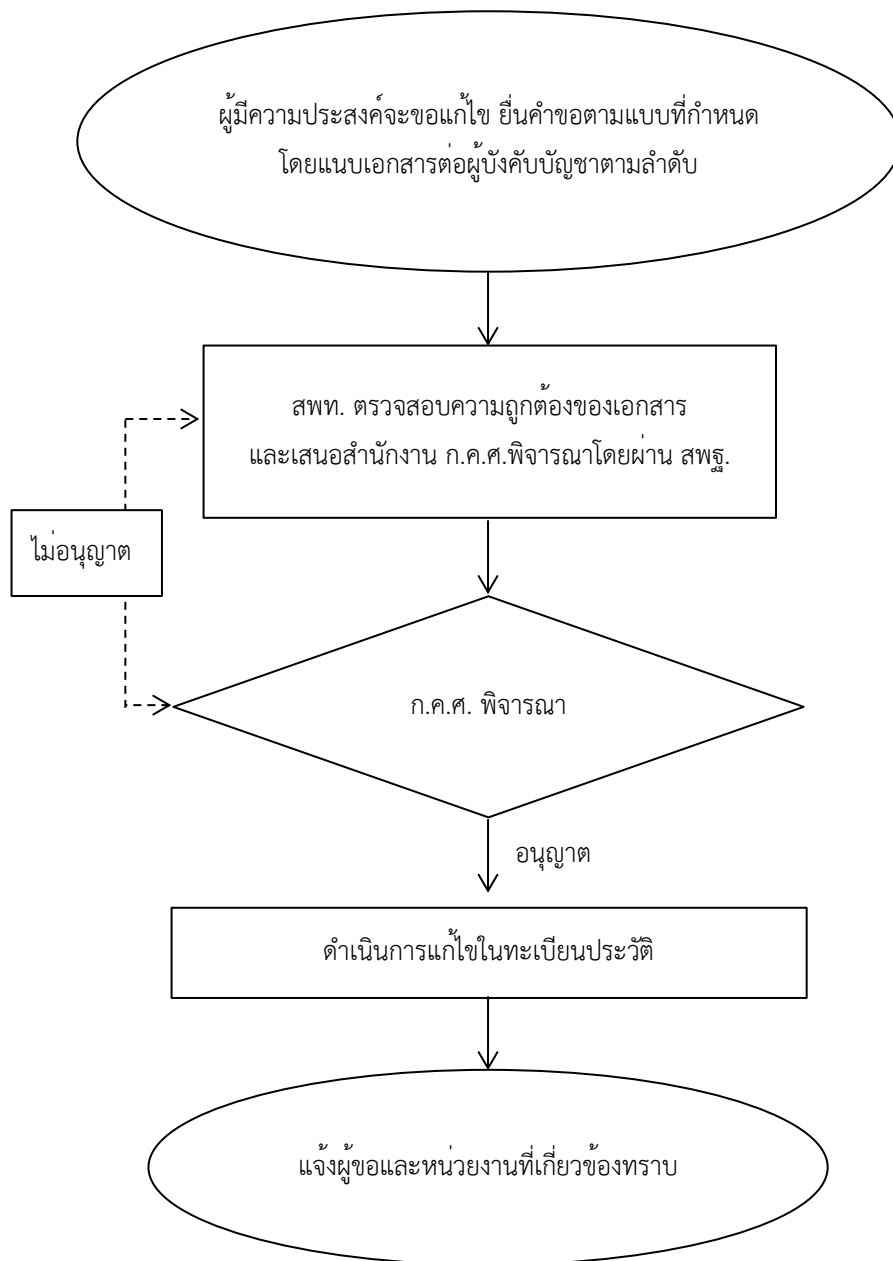 ผู้มีความประสงค์จะขอแก้ไข ยื่นคำขอตามแบบที่กำหนด
โดยแนบเอกสารต่อผู้บังคับบัญชาตามลำดับ
สพท. ตรวจสอบความถูกต้องของเอกสาร
และเสนอสำนักงาน ก.ค.ศ.พิจารณาโดยผ่าน สพฐ.
ไม่อนุญาต
ก.ค.ศ. พิจารณา
อนุญาต
ดำเนินการแก้ไขในทะเบียนประวัติ
แจ้งผู้ขอและหน่วยงานที่เกี่ยวข้องทราบ